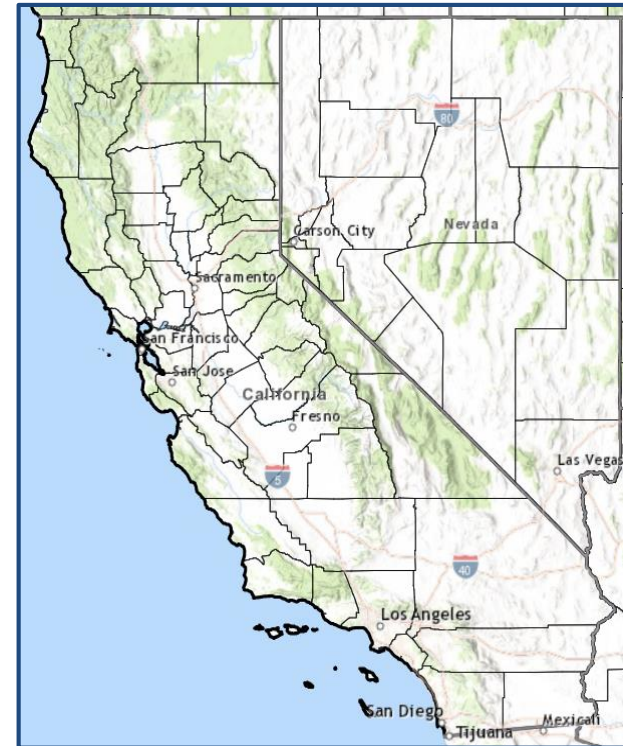 80
Carson City
Nevada
Sacramento
San Francisco
San Jose
California
Fresno
Las Vegas
5
40
Los Angeles
San Diego
Tijuana
Mexicali